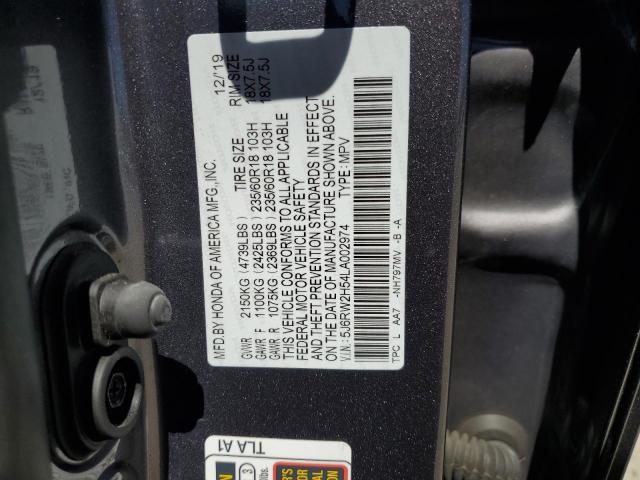 MFD.BY HONDA OF AMERICA MFG.,INC. 12/'19
TIRE SIZE RIM SIZE
GVWR 2150KG (4739LBS)
GAWR F 1100KG (2425LBS) 235/60R18 103H 18X7.5J
GAWR R 1075KG (2369LBS) 235/60R18 103H 18X7.5J
THIS VEHICLE CONFORMS TO ALL APPLICABLE
FEDERAL MOTOR VEHICLE SAFETY
AND THEFT PREVENTION STANDARDS IN EFFECT
ON THE DATE OF MANUFACTURE SHOWN ABOVE.
V.I.N.: 5J6RW2H54LA002974 TYPE: MPV
TPC L AA7 -NH797MV -B -A
TLA A1